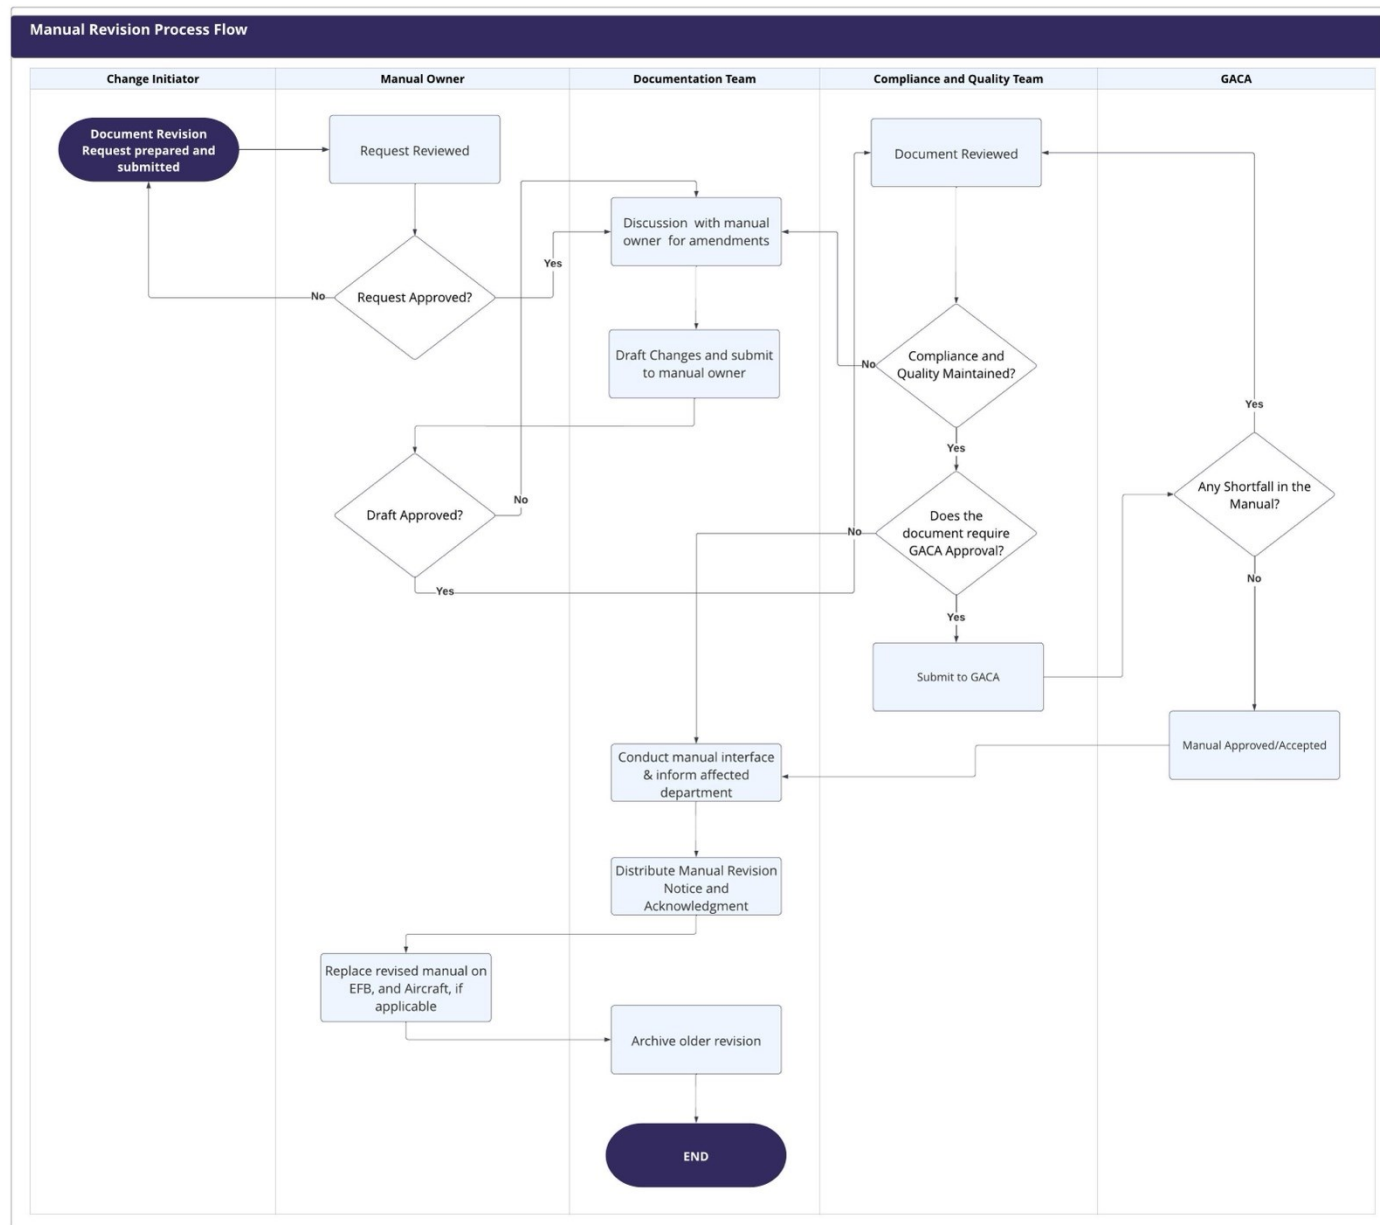 Manual Revision Process Flow
Change Initiator
Manual Owner
Documentation Team
Compliance and Quality Team
GACA
Document Revision
Request prepared and
submitted
Request Reviewed
Document Reviewed
Discussion with manual
owner for amendments
Yes
No
Request Approved?
Draft Changes and submit
to manual owner
No
Compliance and
Quality Maintained?
Yes
Yes
Any Shortfall in the
Manual?
No
Draft Approved?
No
Does the
document require
GACA Approval?
No
Yes
Yes
Submit to GACA
Manual Approved/Accepted
Conduct manual interface
& inform affected
department
Distribute Manual Revision
Notice and
Acknowledgment
Replace revised manual on
EFB, and Aircraft, if
applicable
Archive older revision
END